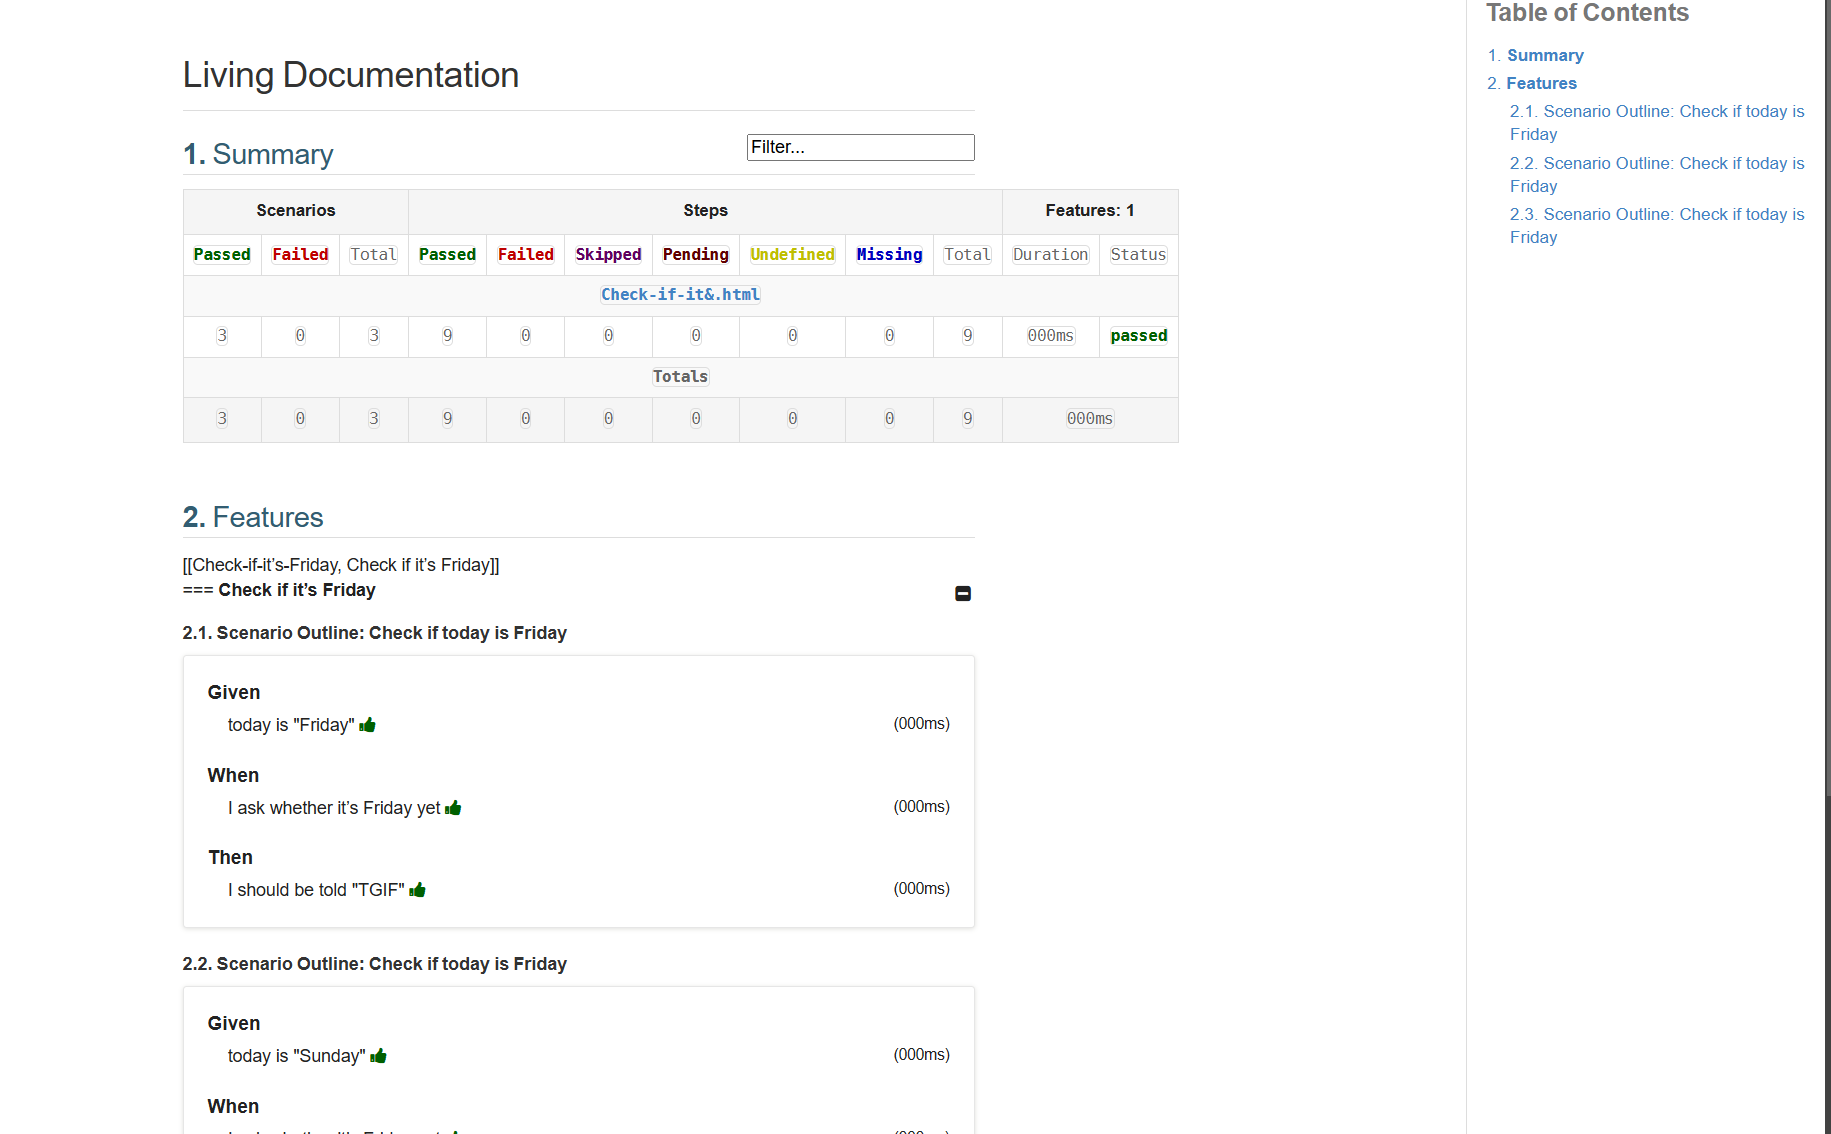 Living Documentation
1. Summary
Filter...
Scenarios Steps Features: 1
Passed Failed Total Passed Failed Skipped Pending Undefined Missing Total Duration Status
Check-if-it&.html
3 0 3 9 0 0 0 0 0 9 000ms passed
Totals
3 0 3 9 0 0 0 0 0 9 000ms
2. Features
[[Check-if-it’s-Friday, Check if it’s Friday]]
=== Check if it’s Friday
2.1. Scenario Outline: Check if today is Friday
Given
today is "Friday" (000ms)
When
I ask whether it’s Friday yet (000ms)
Then
I should be told "TGIF" (000ms)
2.2. Scenario Outline: Check if today is Friday
Given
today is "Sunday" (000ms)
When
Table of Contents
1. Summary
2. Features
2.1. Scenario Outline: Check if today is
Friday
2.2. Scenario Outline: Check if today is
Friday
2.3. Scenario Outline: Check if today is
Friday